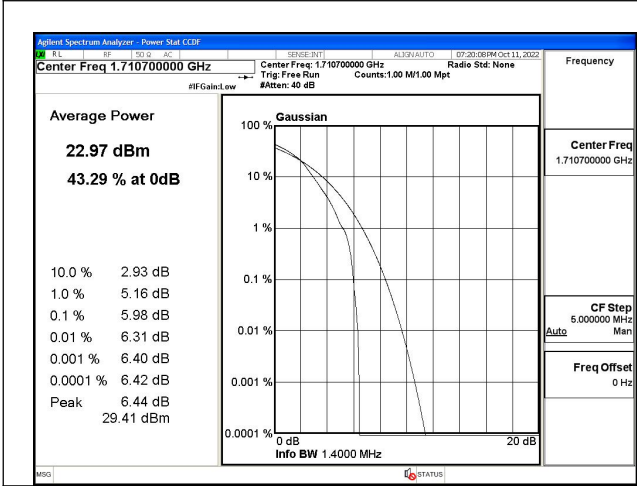 Agilent Spectrum Analyzer - Power Stat CCDF
RL RF 50 Ω AC SENSE:INT ALIGN AUTO 07:20:08 PM Oct 11, 2022
Center Freq 1.710700000 GHz
Center Freq: 1.710700000 GHz Radio Std: None
Trig: Free Run Counts:1.00 M/1.00 Mpt
#IFGain:Low #Atten: 40 dB
Frequency
Average Power
22.97 dBm
43.29 % at 0dB
10.0 % 2.93 dB
1.0 % 5.16 dB
0.1 % 5.98 dB
0.01 % 6.31 dB
0.001 % 6.40 dB
0.0001 % 6.42 dB
Peak 6.44 dB
29.41 dBm
Gaussian
100 %
10 %
1 %
0.1 %
0.01 %
0.001 %
0.0001 %
0 dB 20 dB
Info BW 1.4000 MHz
Center Freq
1.710700000 GHz
CF Step
5.000000 MHz
Auto Man
Freq Offset
0 Hz
MSG STATUS